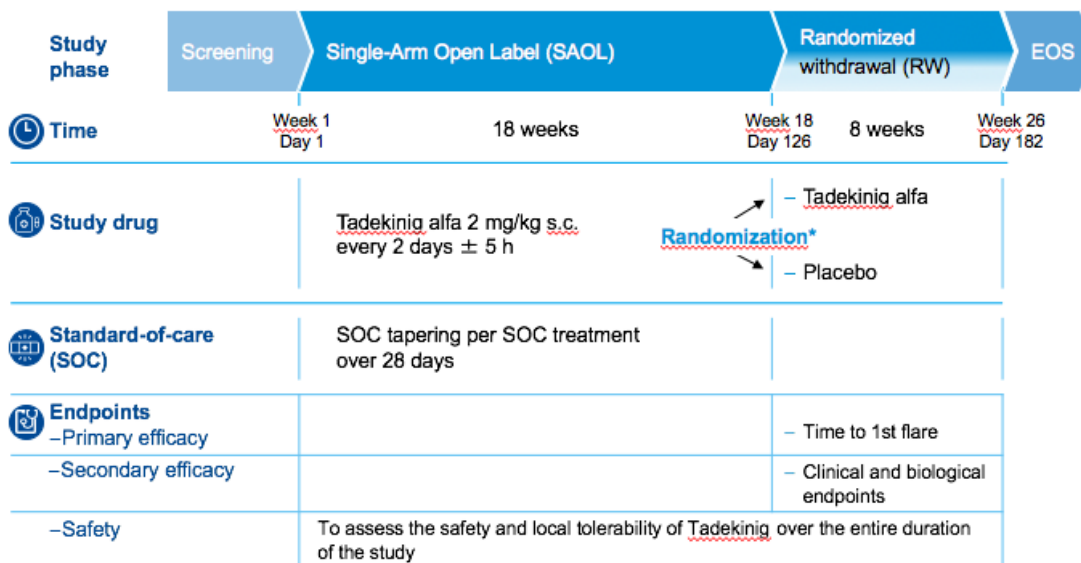 Study
phase
Screening
Single-Arm Open Label (SAOL)
Randomized
withdrawal (RW)
EOS
Time
Week 1
Day 1
18 weeks
Week 18
Day 126
8 weeks
Week 26
Day 182
Study drug
Tadekinig alfa 2 mg/kg s.c.
every 2 days ± 5 h
Randomization*
– Tadekinig alfa
– Placebo
Standard-of-care
(SOC)
SOC tapering per SOC treatment
over 28 days
Endpoints
–Primary efficacy
– Time to 1st flare
–Secondary efficacy
– Clinical and biological
endpoints
–Safety
To assess the safety and local tolerability of Tadekinig over the entire duration
of the study